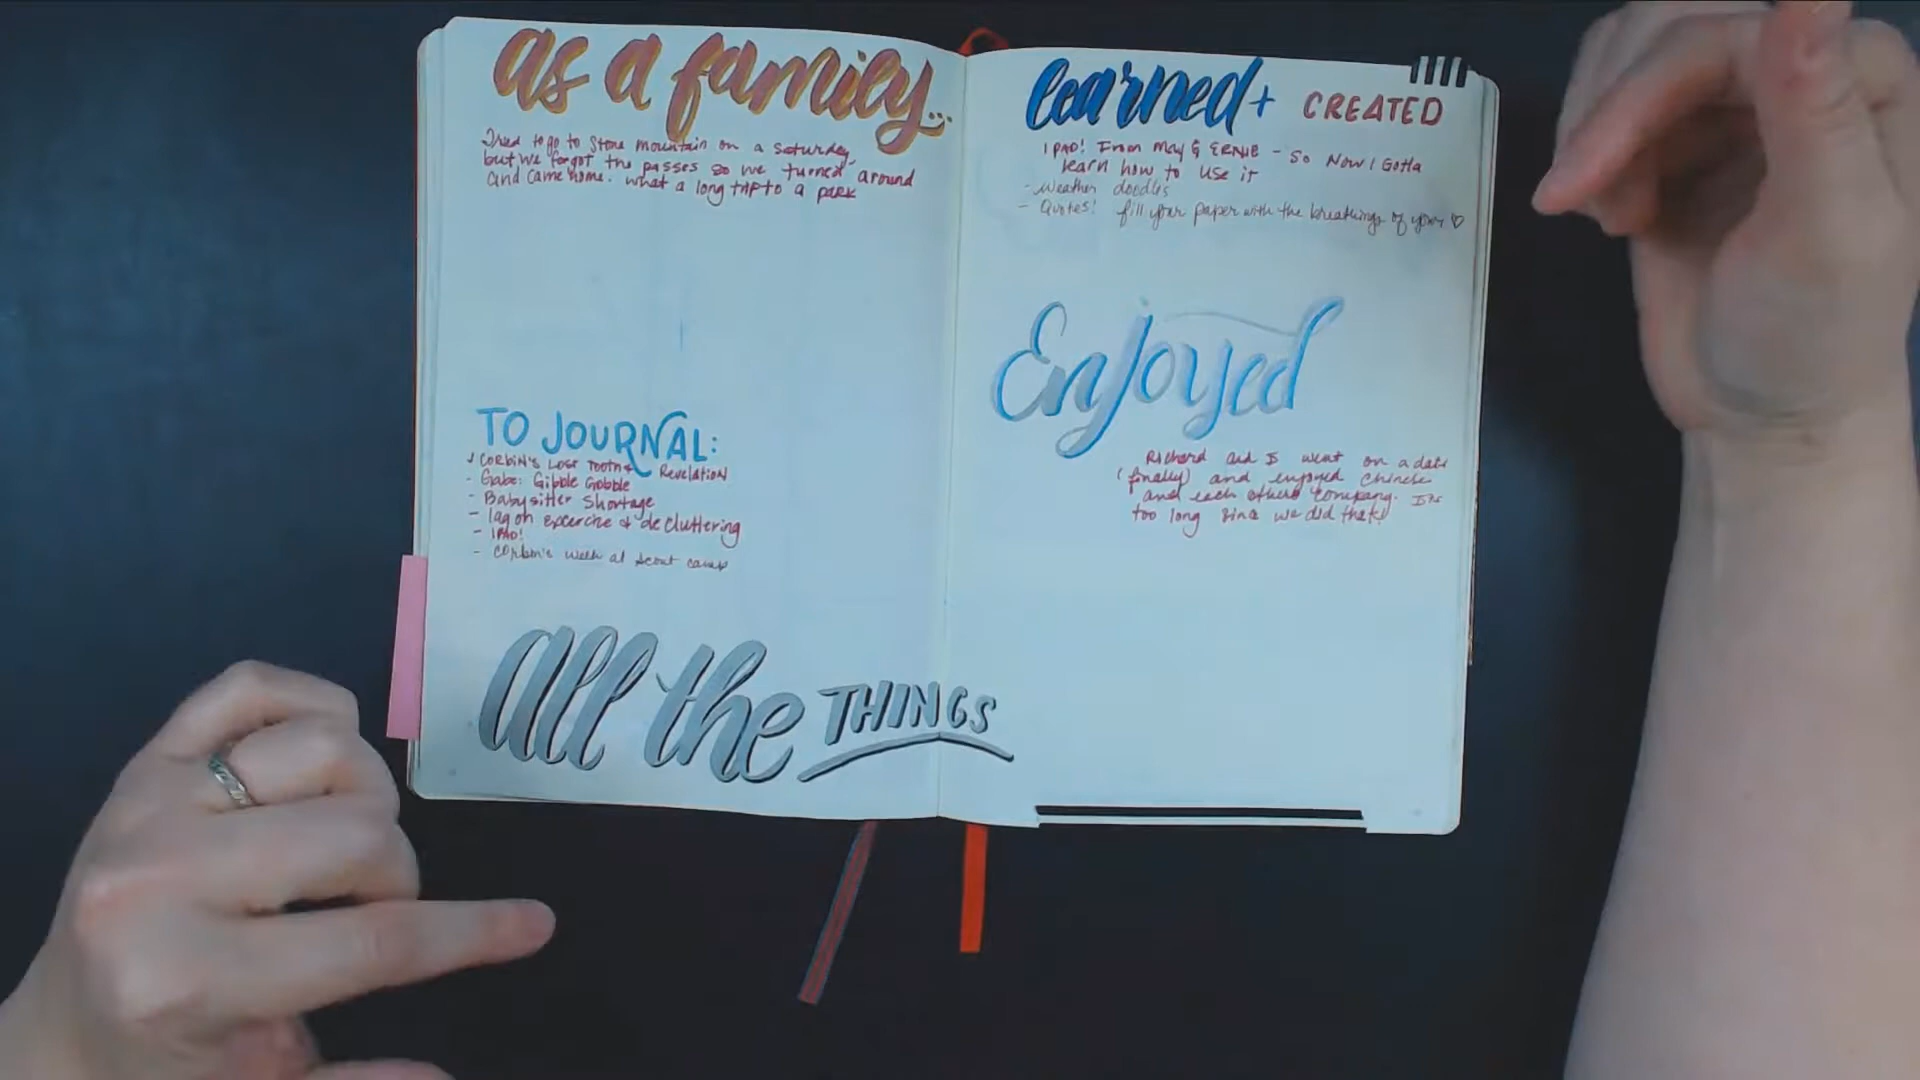 as a family...
Tried to go to Stone mountain on a Saturday,
but we forgot the passes so we turned around
and came home. what a long trip to a park
TO JOURNAL:
CORBIN'S LOST TOOTH + Revelation
- Gabe: Gibble Gobble
- Babysitter Shortage
- lag on excercise & decluttering
- IPAD!
- Corbin's week at scout camp
all the THINGS
learned + CREATED
IPAD! From May & ERNIE - So Now I Gotta
learn how to use it
- Weather doodles
- Quotes! fill your paper with the breathings of your ♡
Enjoyed
Richard and I went on a date
(finally) and enjoyed chinese
and each others company. It's
too long since we did that!